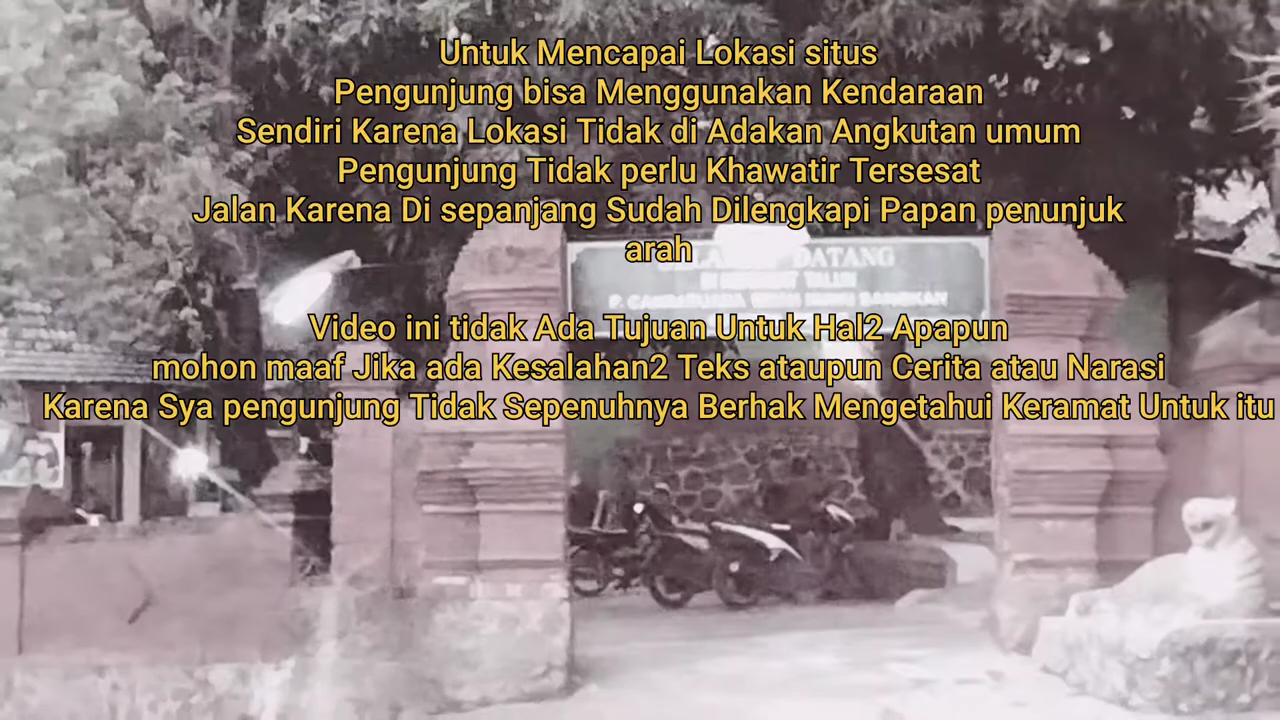 Untuk Mencapai Lokasi situs
Pengunjung bisa Menggunakan Kendaraan
Sendiri Karena Lokasi Tidak di Adakan Angkutan umum
Pengunjung Tidak perlu Khawatir Tersesat
Jalan Karena Di sepanjang Sudah Dilengkapi Papan penunjuk
arah
DATANG
Video ini tidak Ada Tujuan Untuk Hal2 Apapun
mohon maaf Jika ada Kesalahan2 Teks ataupun Cerita atau Narasi
Karena Sya pengunjung Tidak Sepenuhnya Berhak Mengetahui Keramat Untuk itu